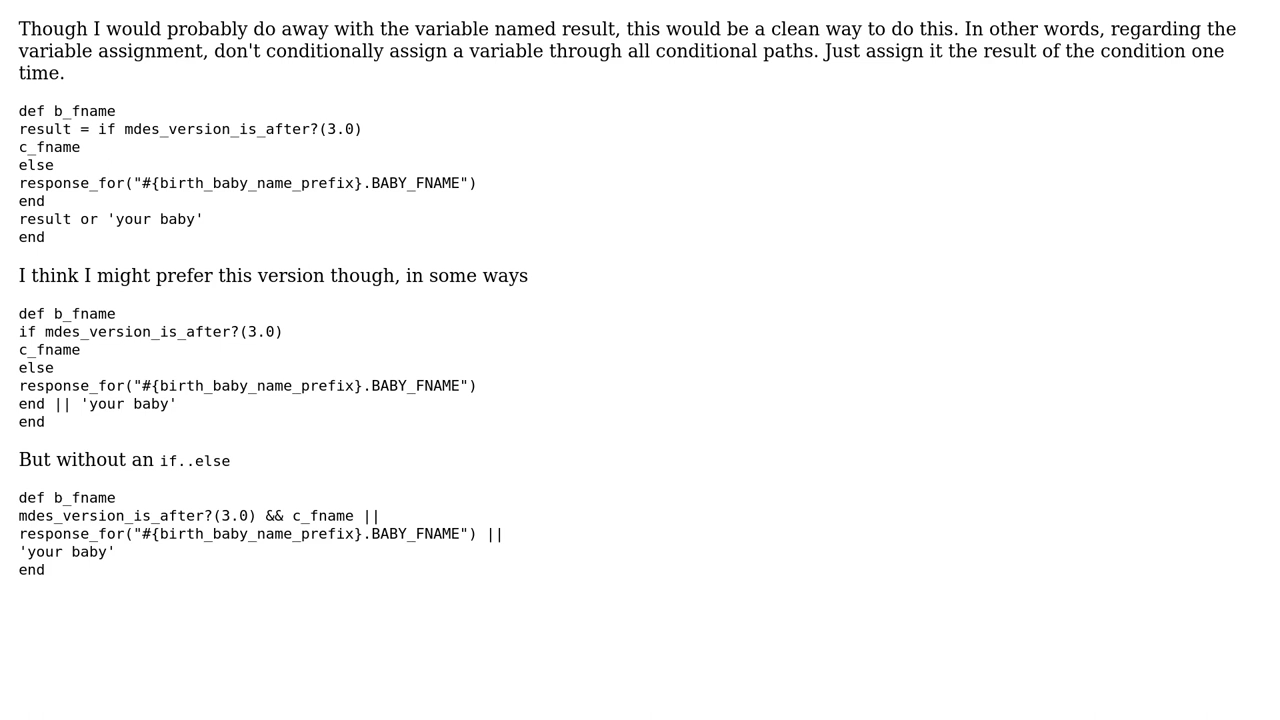 Though I would probably do away with the variable named result, this would be a clean way to do this. In other words, regarding the
variable assignment, don't conditionally assign a variable through all conditional paths. Just assign it the result of the condition one
time.
def b_fname
result = if mdes_version_is_after?(3.0)
c_fname
else
response_for("#{birth_baby_name_prefix}.BABY_FNAME")
end
result or 'your baby'
end
I think I might prefer this version though, in some ways
def b_fname
if mdes_version_is_after?(3.0)
c_fname
else
response_for("#{birth_baby_name_prefix}.BABY_FNAME")
end || 'your baby'
end
But without an if..else
def b_fname
mdes_version_is_after?(3.0) && c_fname ||
response_for("#{birth_baby_name_prefix}.BABY_FNAME") ||
'your baby'
end